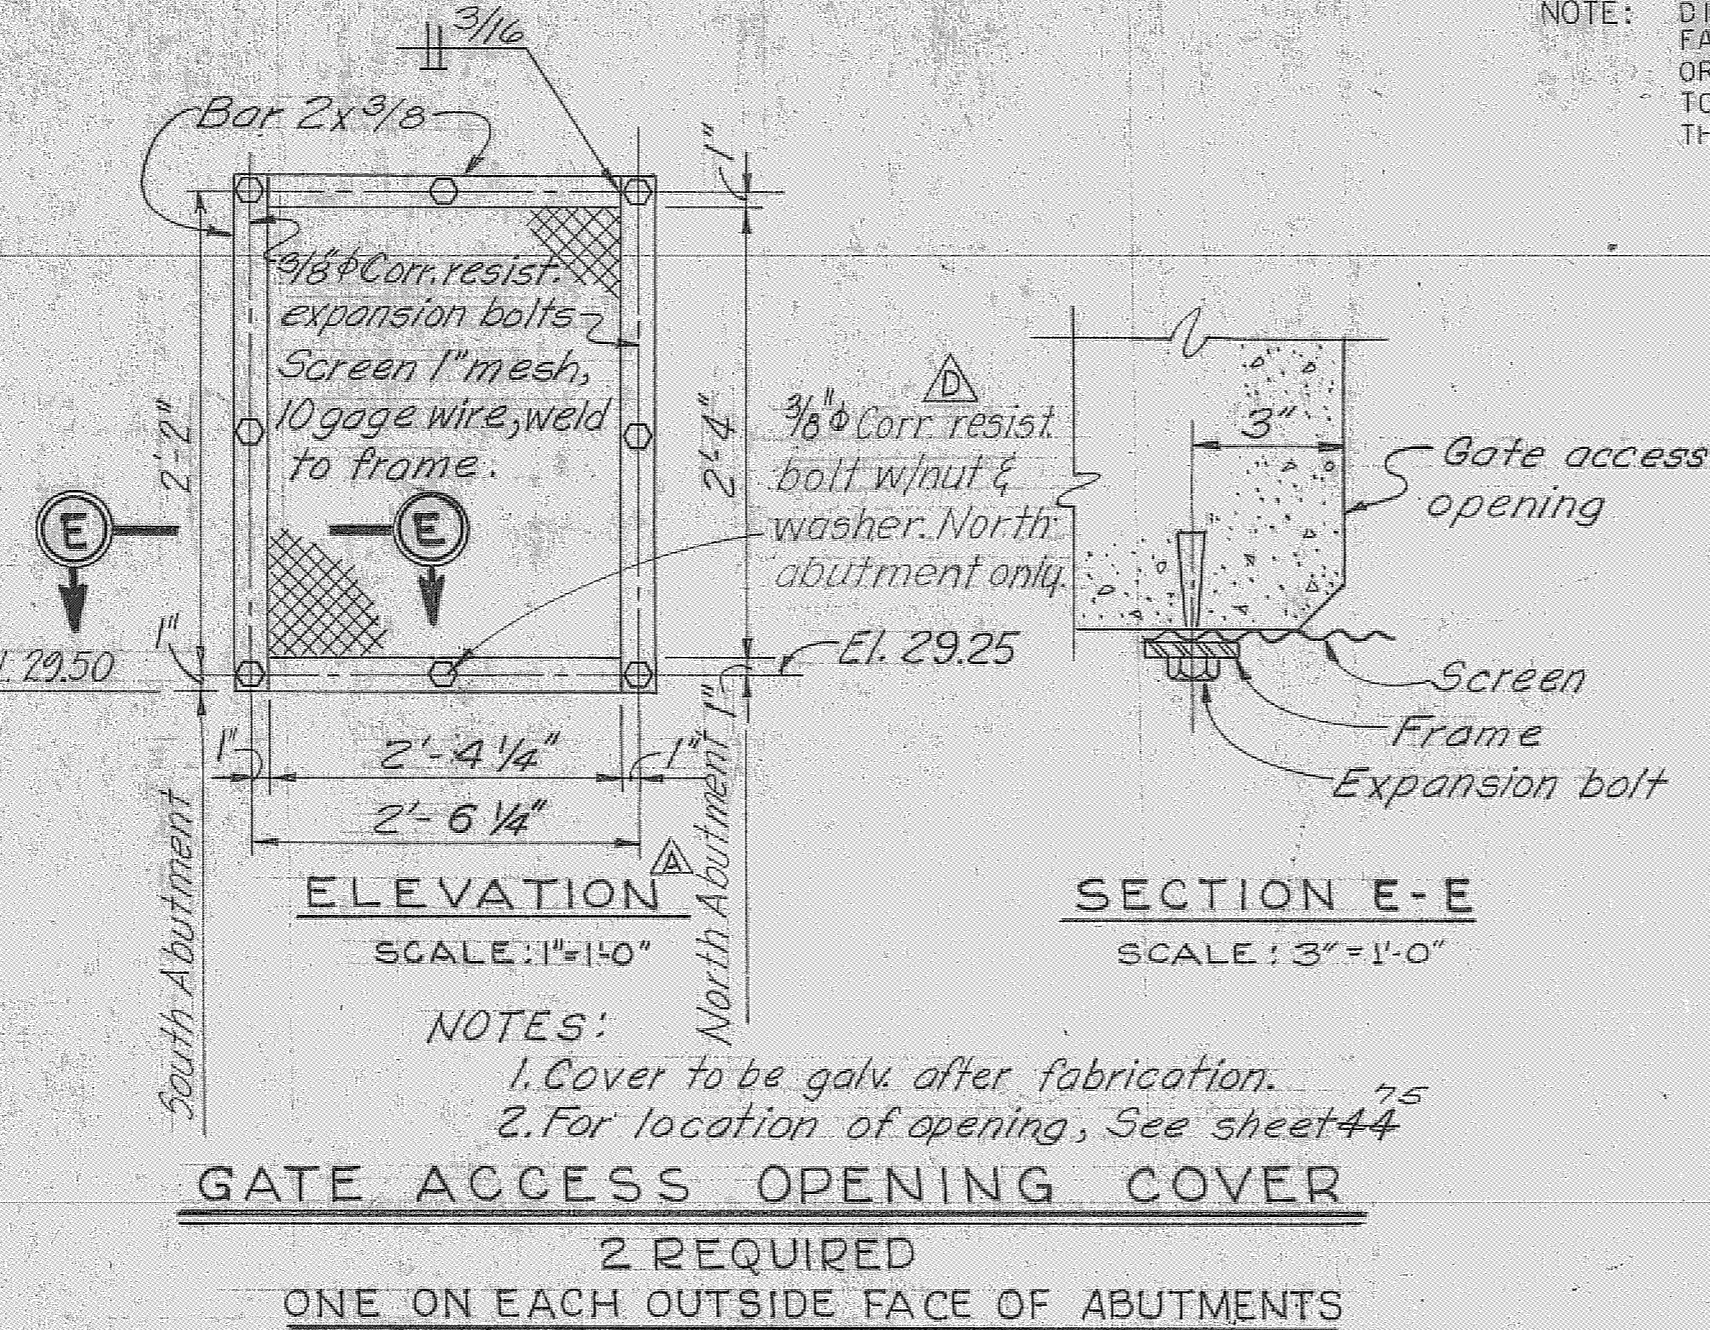 NOTE:
3/16
Bar 2x3/8
1"
3/8"ɸ Corr. resist.
expansion bolts
Screen 1" mesh,
10 gage wire, weld
to frame.
2'-2"
2'-4"
D
3/8"ɸ Corr. resist.
bolt w/nut &
washer. North
abutment only.
3"
Gate access
opening
E
E
1"
29.50
El. 29.25
Screen
Frame
Expansion bolt
1"
2'-4 1/4"
1"
1"
2'-6 1/4"
A
South Abutment
North Abutment
ELEVATION
SCALE: 1"=1'-0"
SECTION E-E
SCALE: 3"=1'-0"
NOTES:
1. Cover to be galv. after fabrication.
2. For location of opening, See sheet 44
75
GATE ACCESS OPENING COVER
2 REQUIRED
ONE ON EACH OUTSIDE FACE OF ABUTMENTS